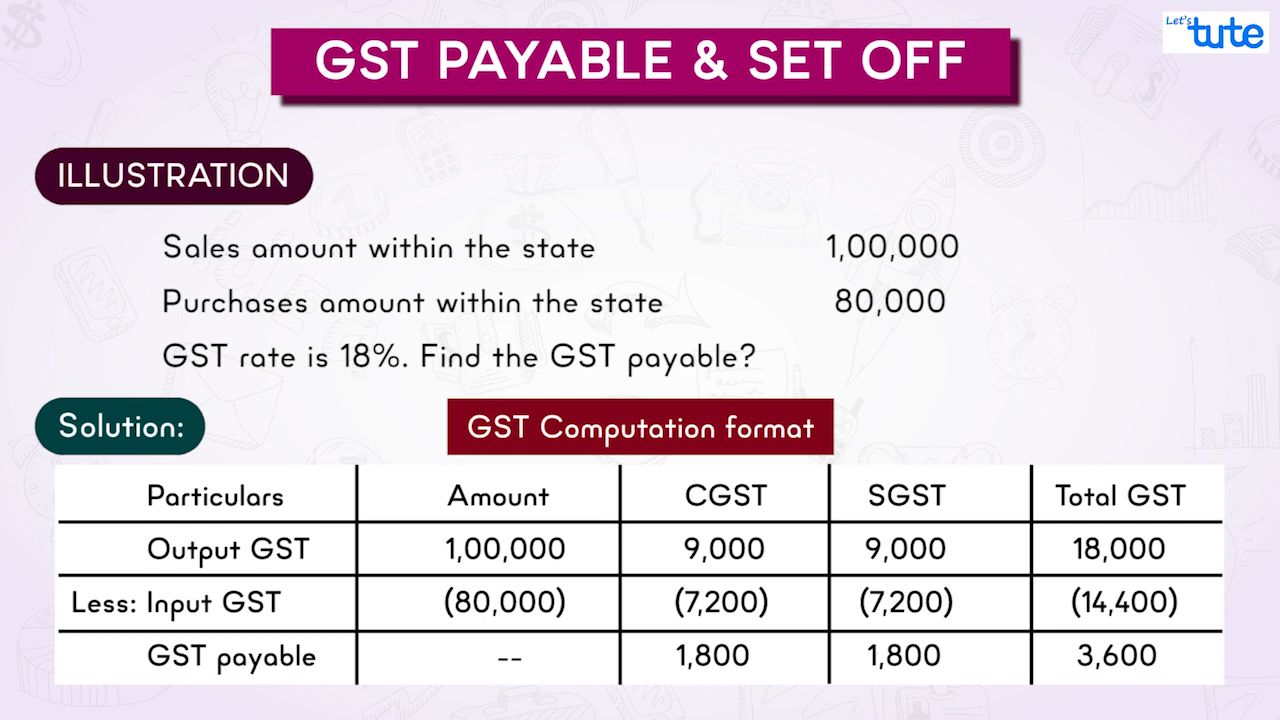 Let's tute
GST PAYABLE & SET OFF
ILLUSTRATION
Sales amount within the state 1,00,000
Purchases amount within the state 80,000
GST rate is 18%. Find the GST payable?
Solution:
GST Computation format
Particulars Amount CGST SGST Total GST
Output GST 1,00,000 9,000 9,000 18,000
Less: Input GST (80,000) (7,200) (7,200) (14,400)
GST payable -- 1,800 1,800 3,600